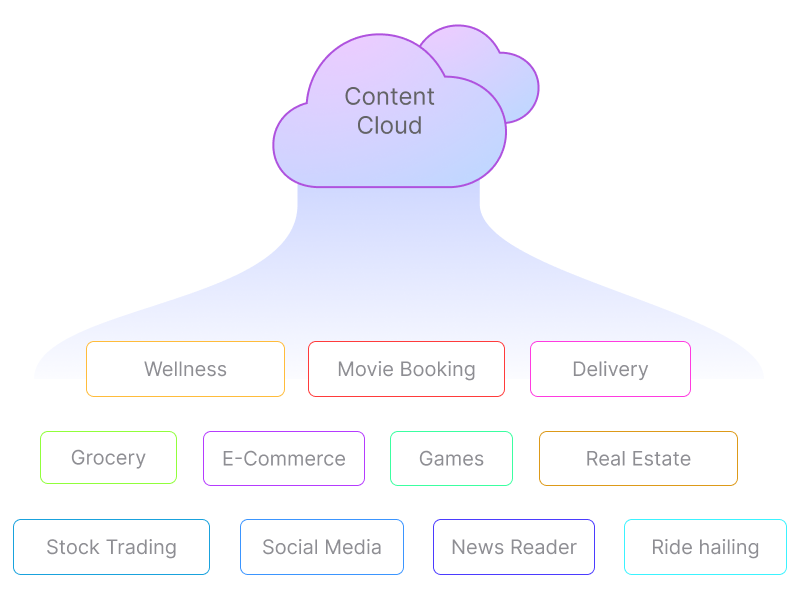 Content
Cloud
Wellness
Movie Booking
Delivery
Grocery
E-Commerce
Games
Real Estate
Stock Trading
Social Media
News Reader
Ride hailing